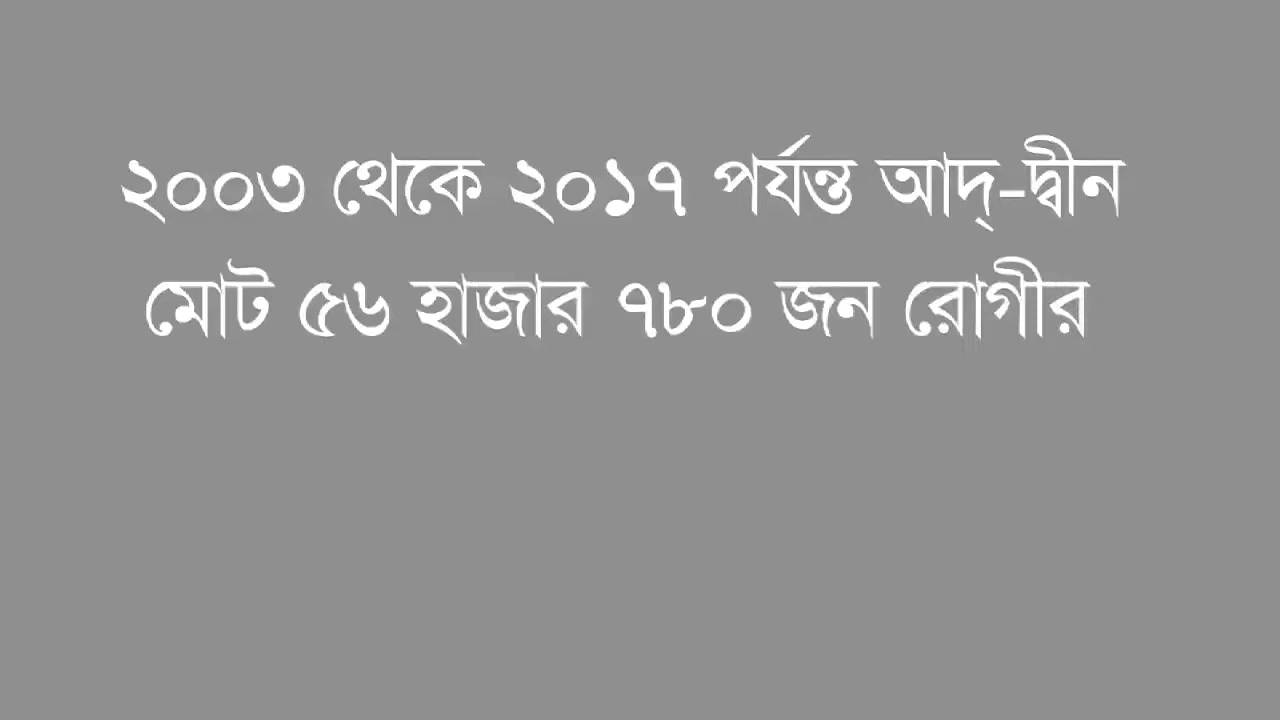 ২০০৩ থেকে ২০১৭ পর্যন্ত আদ্-দ্বীন
মোট ৫৬ হাজার ৭৮০ জন রোগীর